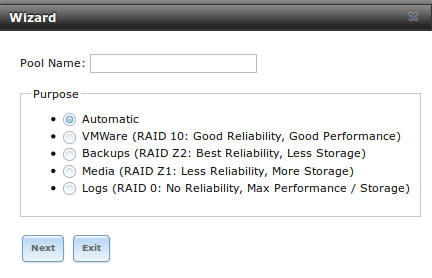 Wizard
Pool Name:
Purpose
Automatic
VMWare (RAID 10: Good Reliability, Good Performance)
Backups (RAID Z2: Best Reliability, Less Storage)
Media (RAID Z1: Less Reliability, More Storage)
Logs (RAID 0: No Reliability, Max Performance / Storage)
Next Exit